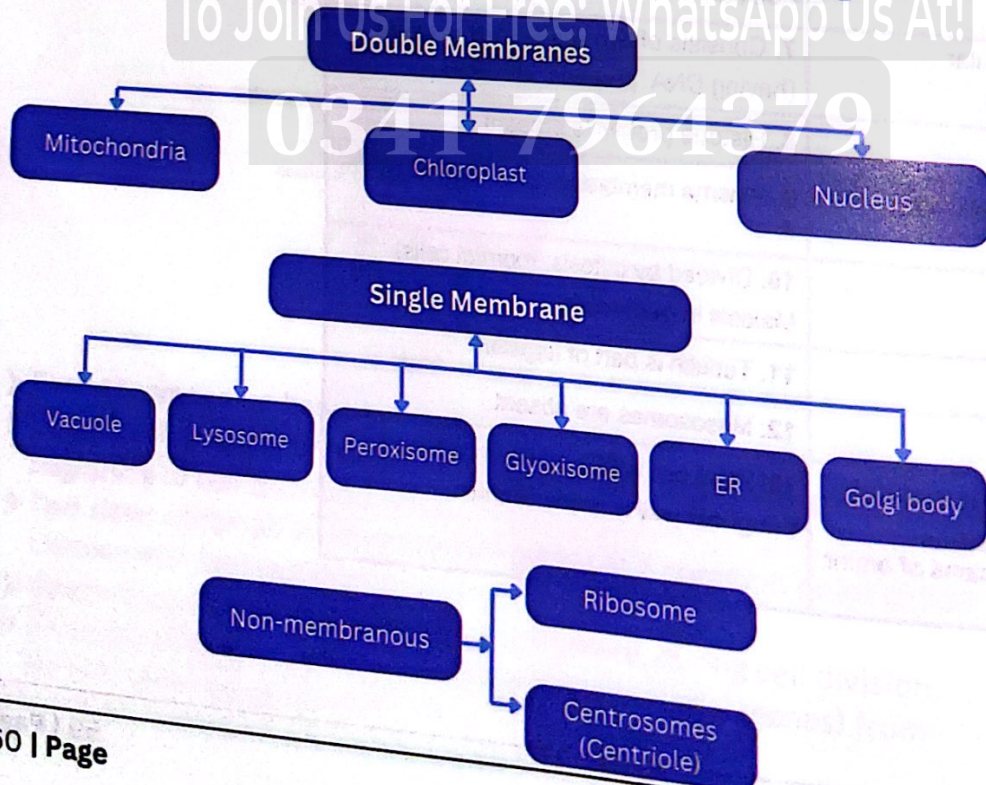 To Join Us For Free; WhatsApp Us At!
Double Membranes
0341-7964379
Mitochondria
Chloroplast
Nucleus
Single Membrane
Vacuole
Lysosome
Peroxisome
Glyoxisome
ER
Golgi body
Non-membranous
Ribosome
Centrosomes
(Centriole)
60 | Page